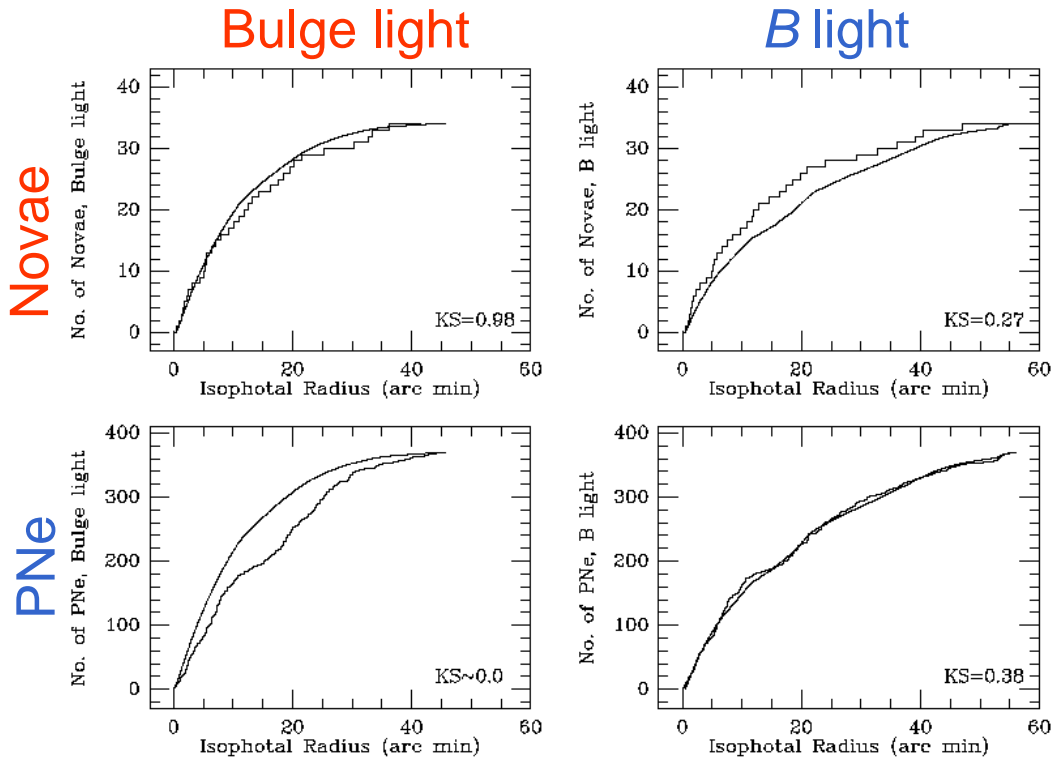 Bulge light
B light
Novae
No. of Novae, Bulge light
40
30
20
10
0
KS=0.98
0 20 40 60
Isophotal Radius (arc min)
No. of Novae, B light
40
30
20
10
0
KS=0.27
0 20 40 60
Isophotal Radius (arc min)
PNe
No. of PNe, Bulge light
400
300
200
100
0
KS~0.0
0 20 40 60
Isophotal Radius (arc min)
No. of PNe, B light
400
300
200
100
0
KS=0.38
0 20 40 60
Isophotal Radius (arc min)